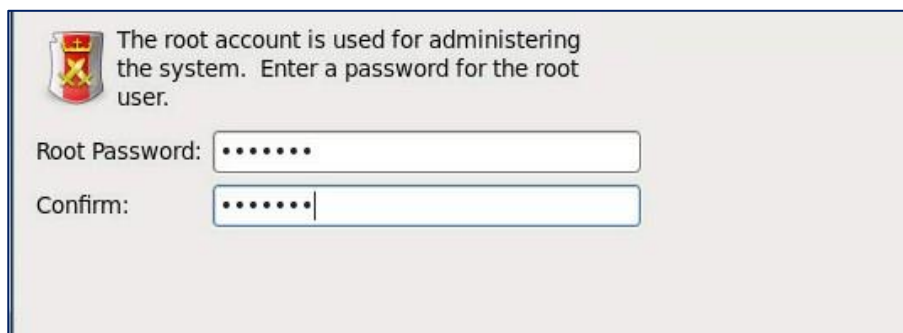 The root account is used for administering
the system.  Enter a password for the root
user.
Root Password: •••••••
Confirm: •••••••